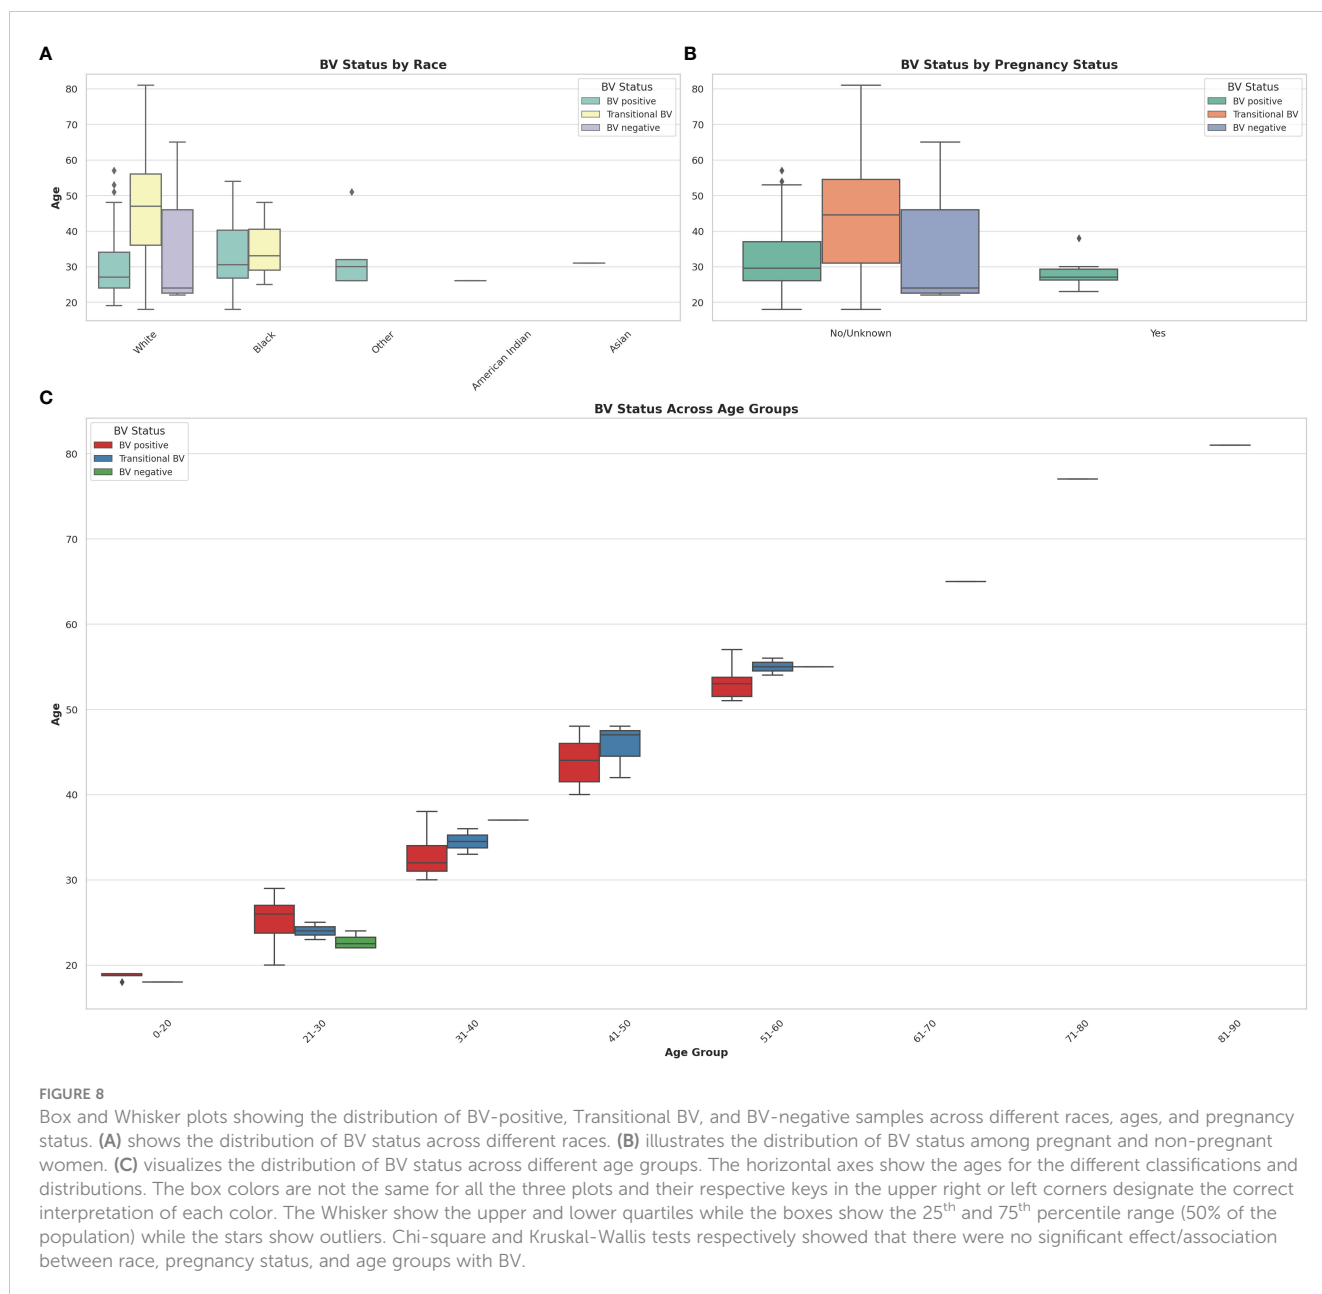 A
BV Status by Race
Age
80
70
60
50
40
30
20
BV Status
BV positive
Transitional BV
BV negative
White
Black
Other
American Indian
Asian
B
BV Status by Pregnancy Status
80
70
60
50
40
30
20
BV Status
BV positive
Transitional BV
BV negative
No/Unknown
Yes
C
BV Status Across Age Groups
BV Status
BV positive
Transitional BV
BV negative
Age
80
70
60
50
40
30
20
0-20
21-30
31-40
41-50
51-60
61-70
71-80
81-90
Age Group
FIGURE 8
Box and Whisker plots showing the distribution of BV-positive, Transitional BV, and BV-negative samples across different races, ages, and pregnancy
status. (A) shows the distribution of BV status across different races. (B) illustrates the distribution of BV status among pregnant and non-pregnant
women. (C) visualizes the distribution of BV status across different age groups. The horizontal axes show the ages for the different classifications and
distributions. The box colors are not the same for all the three plots and their respective keys in the upper right or left corners designate the correct
interpretation of each color. The Whisker show the upper and lower quartiles while the boxes show the 25th and 75th percentile range (50% of the
population) while the stars show outliers. Chi-square and Kruskal-Wallis tests respectively showed that there were no significant effect/association
between race, pregnancy status, and age groups with BV.